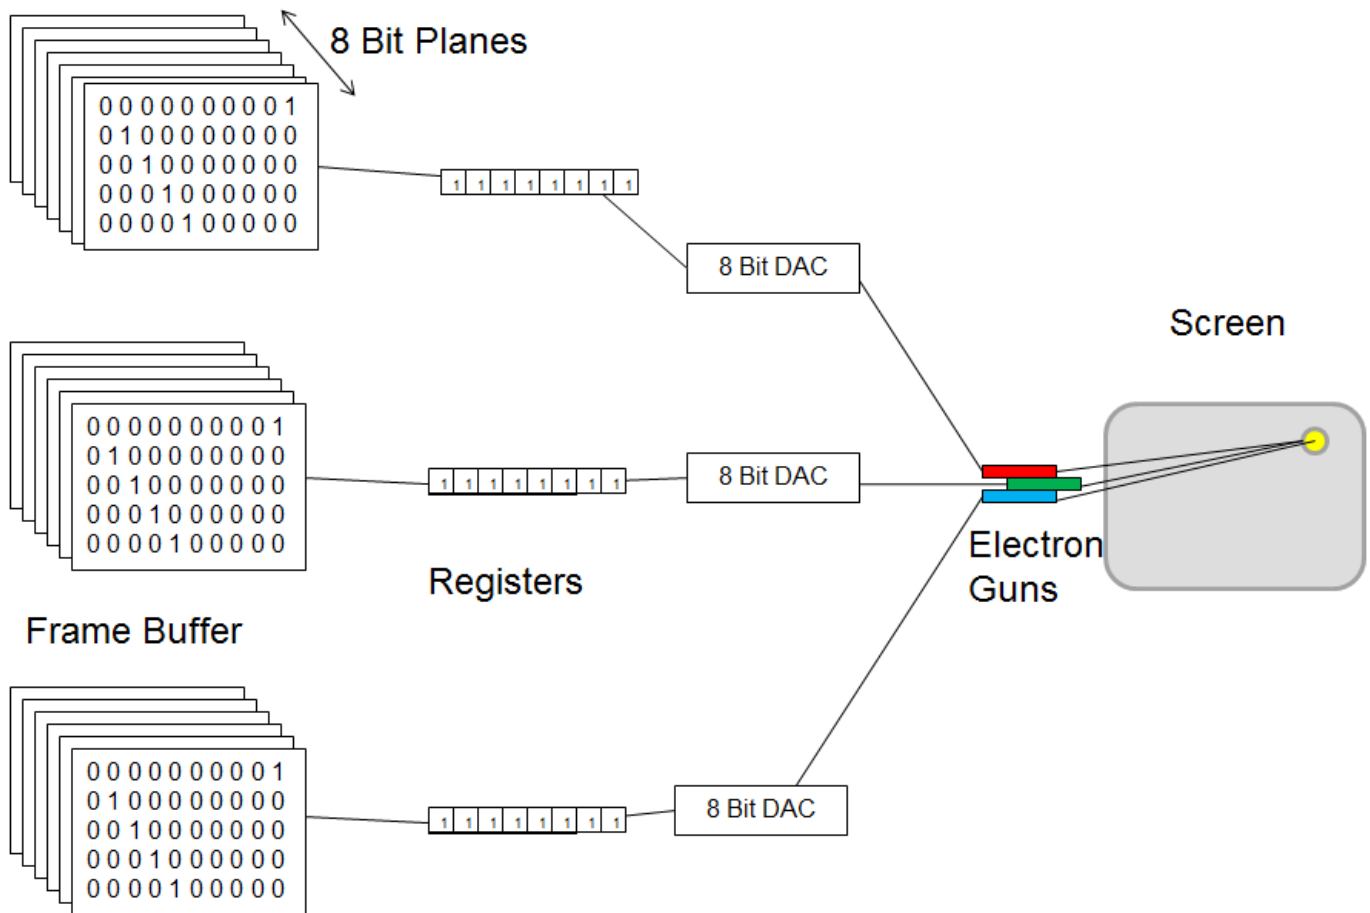 8 Bit Planes
0 0 0 0 0 0 0 0 0 1
0 1 0 0 0 0 0 0 0 0
0 0 1 0 0 0 0 0 0 0
0 0 0 1 0 0 0 0 0 0
0 0 0 0 1 0 0 0 0 0
1 1 1 1 1 1 1 1
8 Bit DAC
Screen
0 0 0 0 0 0 0 0 0 1
0 1 0 0 0 0 0 0 0 0
0 0 1 0 0 0 0 0 0 0
0 0 0 1 0 0 0 0 0 0
0 0 0 0 1 0 0 0 0 0
1 1 1 1 1 1 1 1
8 Bit DAC
Electron
Guns
Registers
Frame Buffer
0 0 0 0 0 0 0 0 0 1
0 1 0 0 0 0 0 0 0 0
0 0 1 0 0 0 0 0 0 0
0 0 0 1 0 0 0 0 0 0
0 0 0 0 1 0 0 0 0 0
1 1 1 1 1 1 1 1
8 Bit DAC